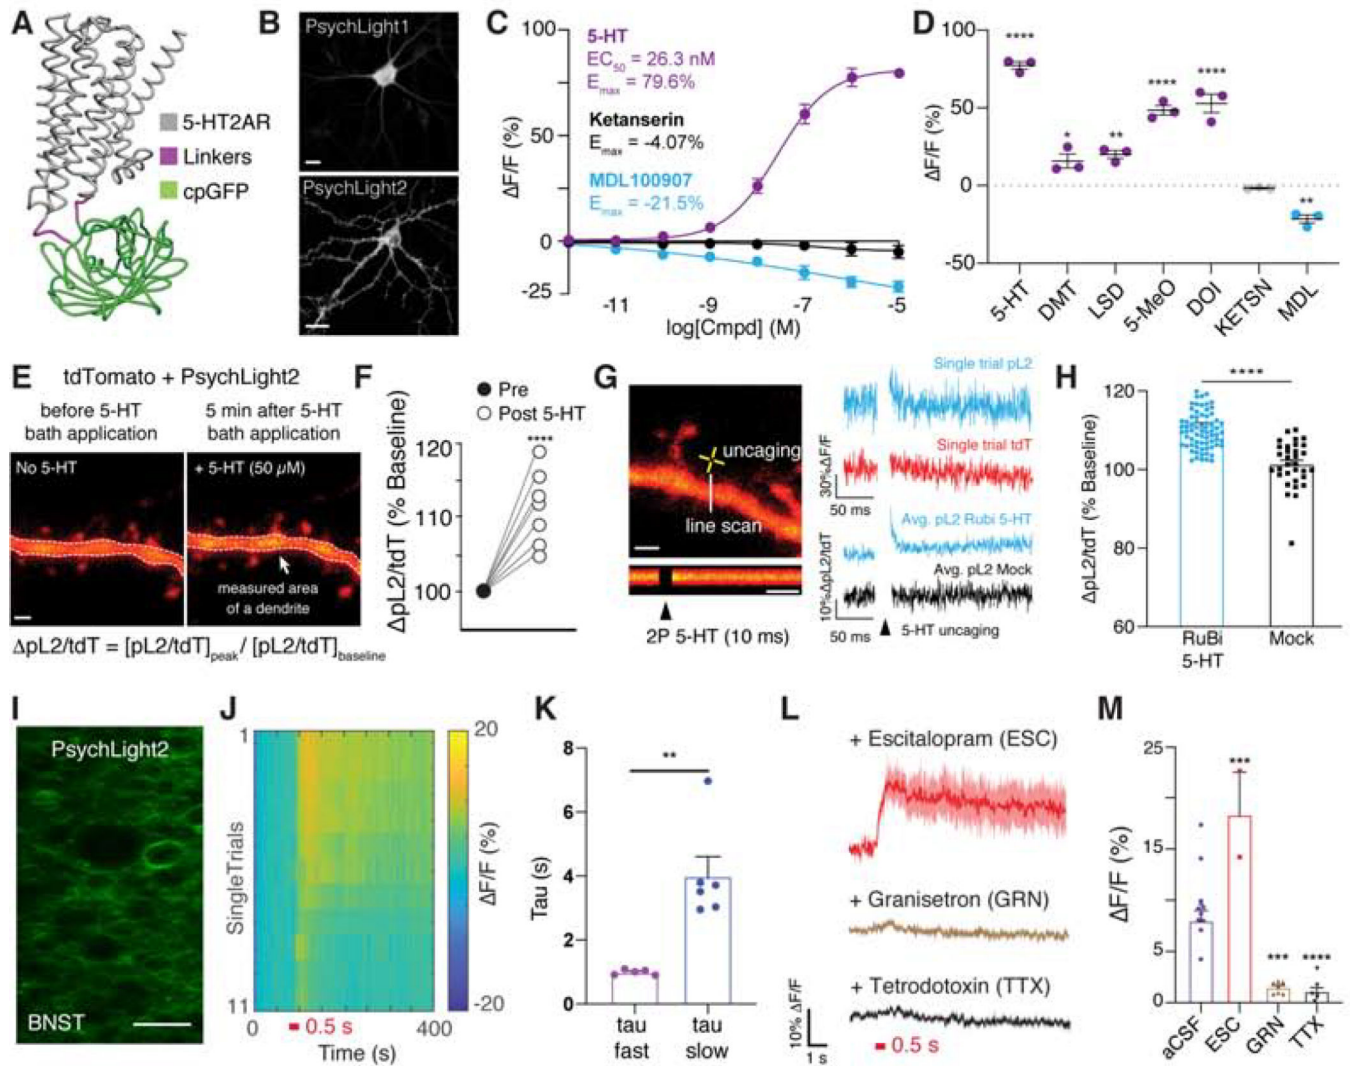 A
5-HT2AR
Linkers
cpGFP
B
PsychLight1
PsychLight2
C
100
50
0
-25
ΔF/F (%)
5-HT
EC50 = 26.3 nM
Emax = 79.6%
Ketanserin
Emax = -4.07%
MDL100907
Emax = -21.5%
-11 -9 -7 -5
log[Cmpd] (M)
D
100
50
0
-50
ΔF/F (%)
**** * ** **** **** **
5-HT DMT LSD 5-MeO DOI KETSN MDL
E
tdTomato + PsychLight2
before 5-HT
bath application
5 min after 5-HT
bath application
No 5-HT
+ 5-HT (50 µM)
measured area
of a dendrite
ΔpL2/tdT = [pL2/tdT]peak / [pL2/tdT]baseline
F
Pre
Post 5-HT
****
120
110
100
ΔpL2/tdT (% Baseline)
G
uncaging
line scan
2P 5-HT (10 ms)
Single trial pL2
Single trial tdT
30%ΔF/F
50 ms
Avg. pL2 Rubi 5-HT
Avg. pL2 Mock
10%ΔpL2/tdT
50 ms
5-HT uncaging
H
****
120
100
80
60
ΔpL2/tdT (% Baseline)
RuBi
5-HT
Mock
I
PsychLight2
BNST
J
1
11
SingleTrials
0 0.5 s 400
Time (s)
20
-20
ΔF/F (%)
K
**
8
6
4
2
0
Tau (s)
tau
fast
tau
slow
L
+ Escitalopram (ESC)
+ Granisetron (GRN)
+ Tetrodotoxin (TTX)
10% ΔF/F
1 s
0.5 s
M
25
15
5
0
ΔF/F (%)
*** *** ****
aCSF ESC GRN TTX